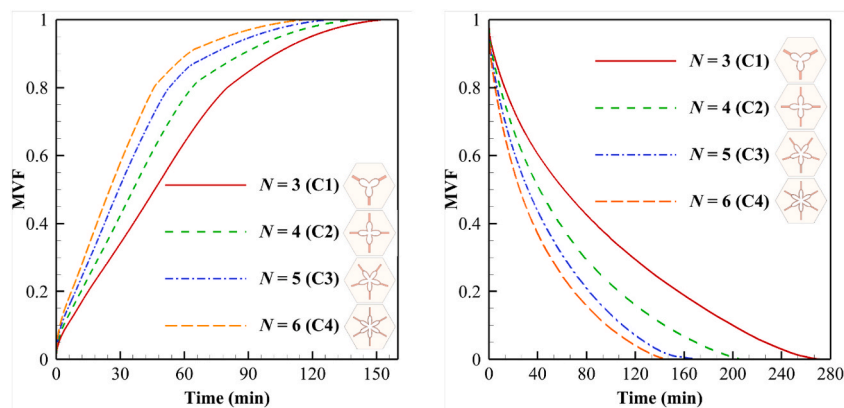 1
0.8
0.6
0.4
0.2
0
MVF
N = 3 (C1)
N = 4 (C2)
N = 5 (C3)
N = 6 (C4)
0 30 60 90 120 150
Time (min)
1
0.8
0.6
0.4
0.2
0
MVF
N = 3 (C1)
N = 4 (C2)
N = 5 (C3)
N = 6 (C4)
0 40 80 120 160 200 240 280
Time (min)